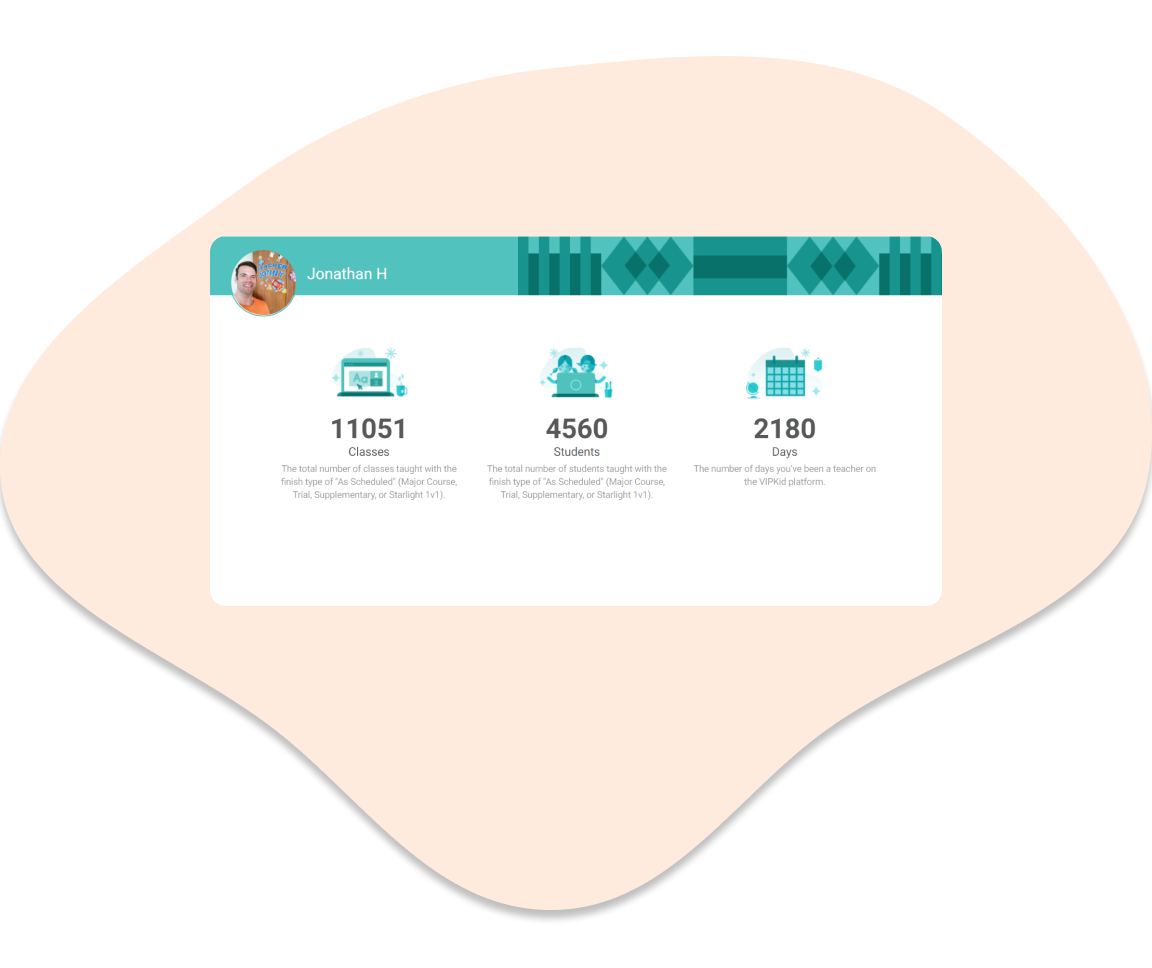 Jonathan H
Aa
11051
4560
2180
Classes
Students
Days
The total number of classes taught with the
finish type of "As Scheduled" (Major Course,
Trial, Supplementary, or Starlight 1v1).
The total number of students taught with the
finish type of "As Scheduled" (Major Course,
Trial, Supplementary, or Starlight 1v1).
The number of days you've been a teacher on
the VIPKid platform.